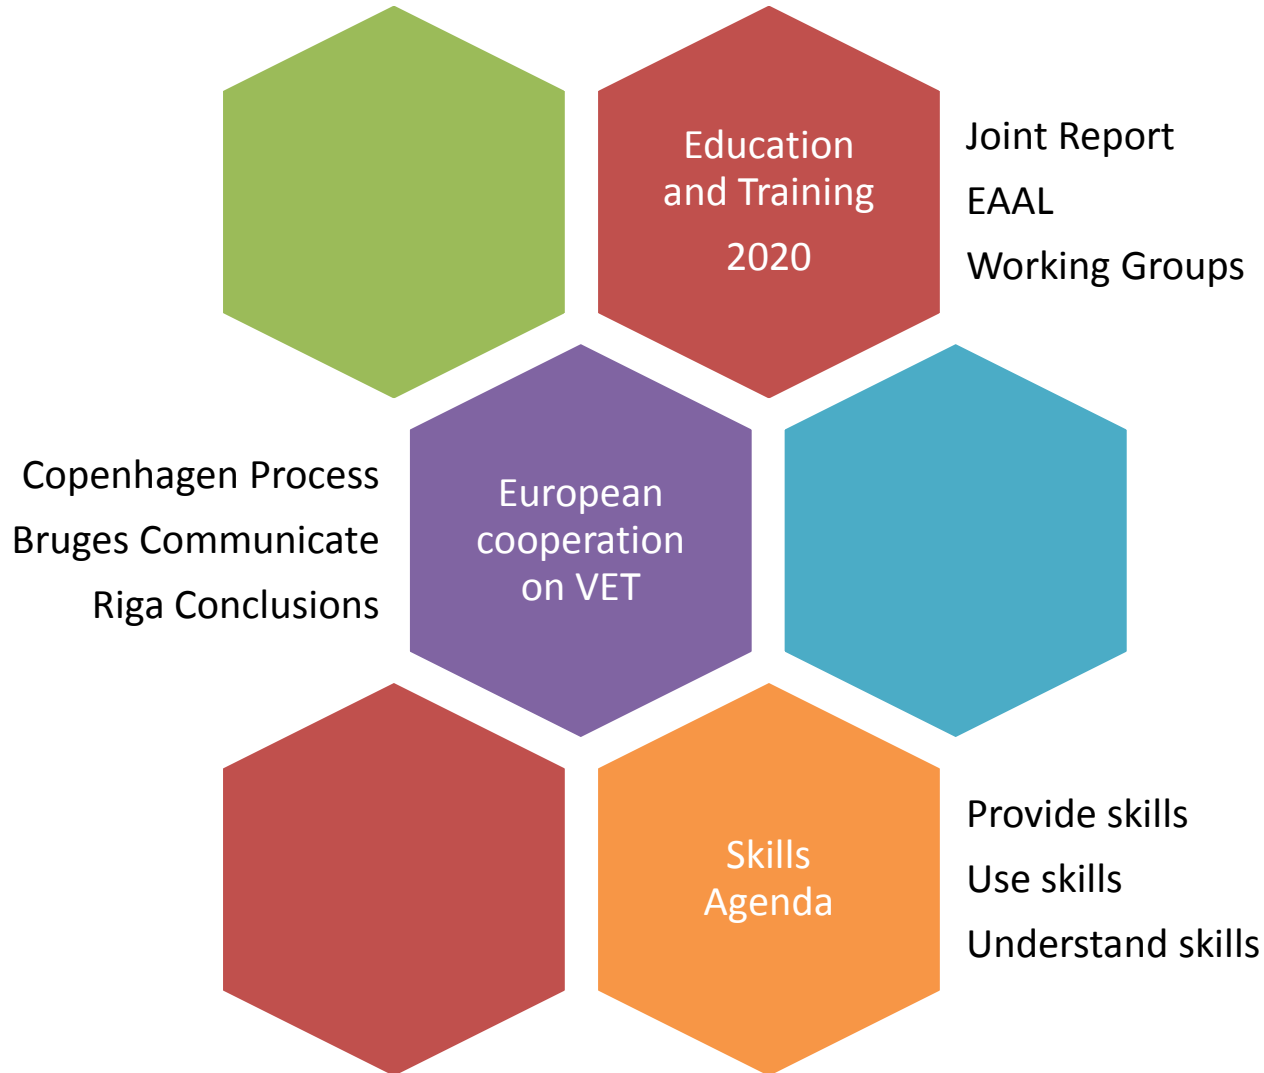 Education
and Training
2020
Joint Report
EAAL
Working Groups
Copenhagen Process
Bruges Communicate
Riga Conclusions
European
cooperation
on VET
Skills
Agenda
Provide skills
Use skills
Understand skills